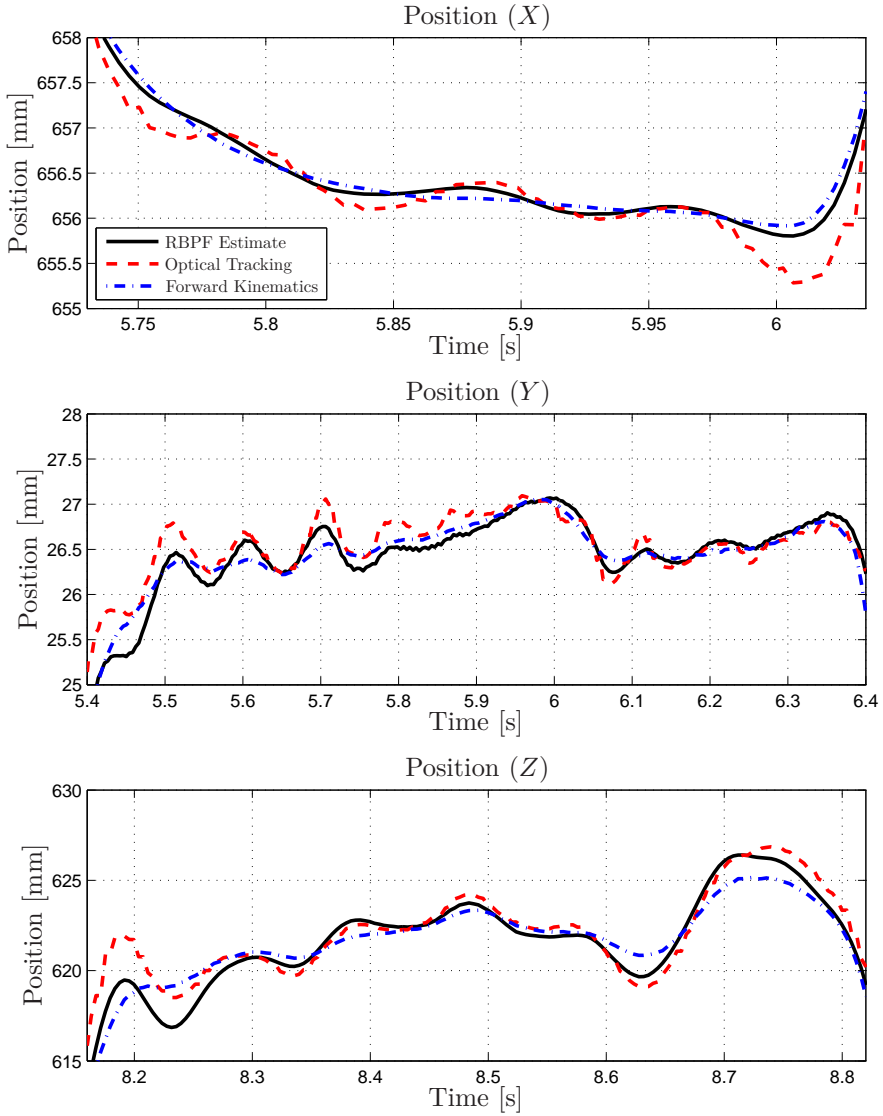 Position (X)
Position [mm]
658
657.5
657
656.5
656
655.5
655
RBPF Estimate
Optical Tracking
Forward Kinematics
5.75 5.8 5.85 5.9 5.95 6
Time [s]
Position (Y)
Position [mm]
28
27.5
27
26.5
26
25.5
25
5.4 5.5 5.6 5.7 5.8 5.9 6 6.1 6.2 6.3 6.4
Time [s]
Position (Z)
Position [mm]
630
625
620
615
8.2 8.3 8.4 8.5 8.6 8.7 8.8
Time [s]